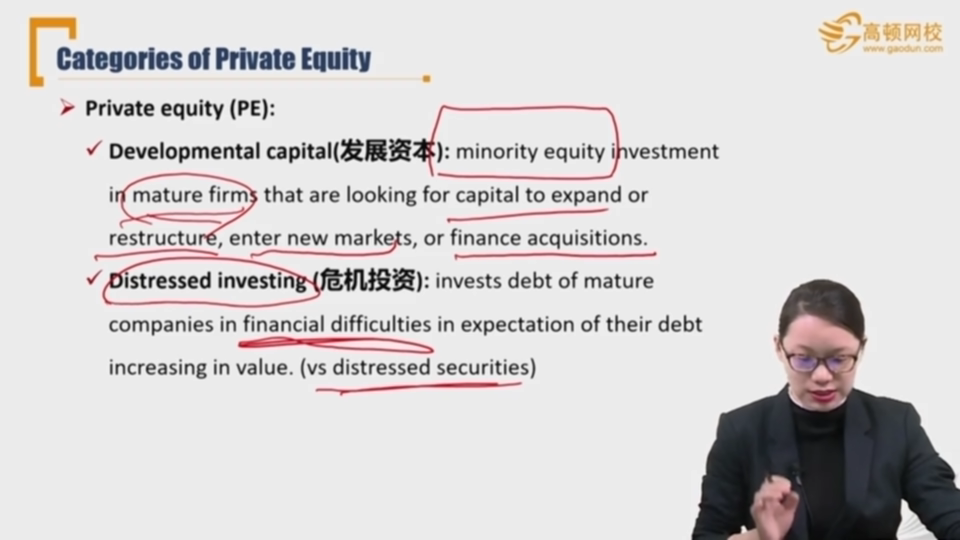 高顿网校
www.gaodun.com
Categories of Private Equity
Private equity (PE):
Developmental capital(发展资本): minority equity investment
in mature firms that are looking for capital to expand or
restructure, enter new markets, or finance acquisitions.
Distressed investing (危机投资): invests debt of mature
companies in financial difficulties in expectation of their debt
increasing in value. (vs distressed securities)